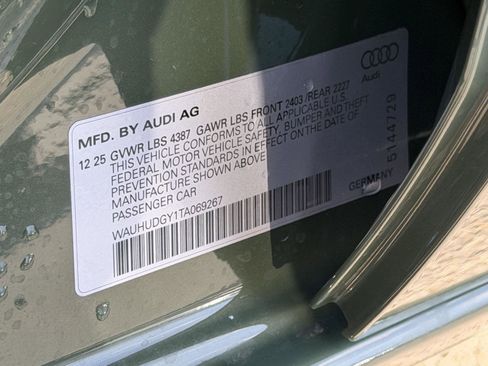 Audi
MFD. BY AUDI AG
12 25 GVWR LBS 4387 GAWR LBS FRONT 2403 /REAR 2227
THIS VEHICLE CONFORMS TO ALL APPLICABLE U.S.
FEDERAL MOTOR VEHICLE SAFETY, BUMPER AND THEFT
PREVENTION STANDARDS IN EFFECT ON THE DATE OF
MANUFACTURE SHOWN ABOVE
PASSENGER CAR
WAUHUDGY1TA069267
GERMANY
5144729